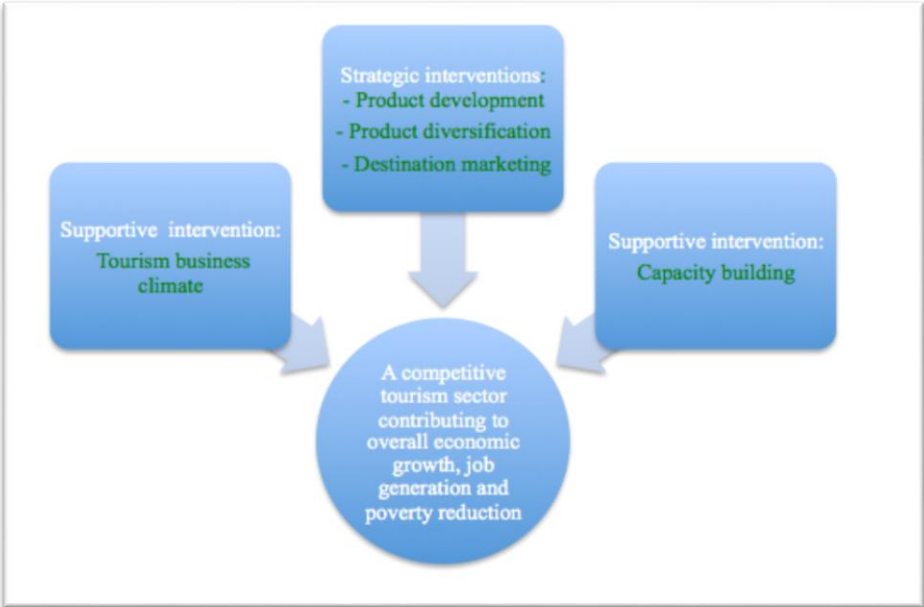 Strategic interventions:
- Product development
- Product diversification
- Destination marketing
Supportive intervention:
Tourism business
climate
Supportive intervention:
Capacity building
A competitive
tourism sector
contributing to
overall economic
growth, job
generation and
poverty reduction